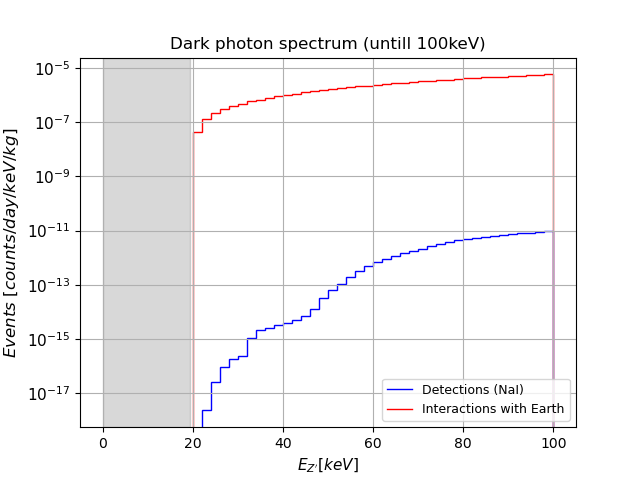 Dark photon spectrum (untill 100keV)
Events [counts/day/keV/kg]
10⁻⁵
10⁻⁷
10⁻⁹
10⁻¹¹
10⁻¹³
10⁻¹⁵
10⁻¹⁷
Detections (NaI)
Interactions with Earth
0 20 40 60 80 100
E_{Z'}[keV]